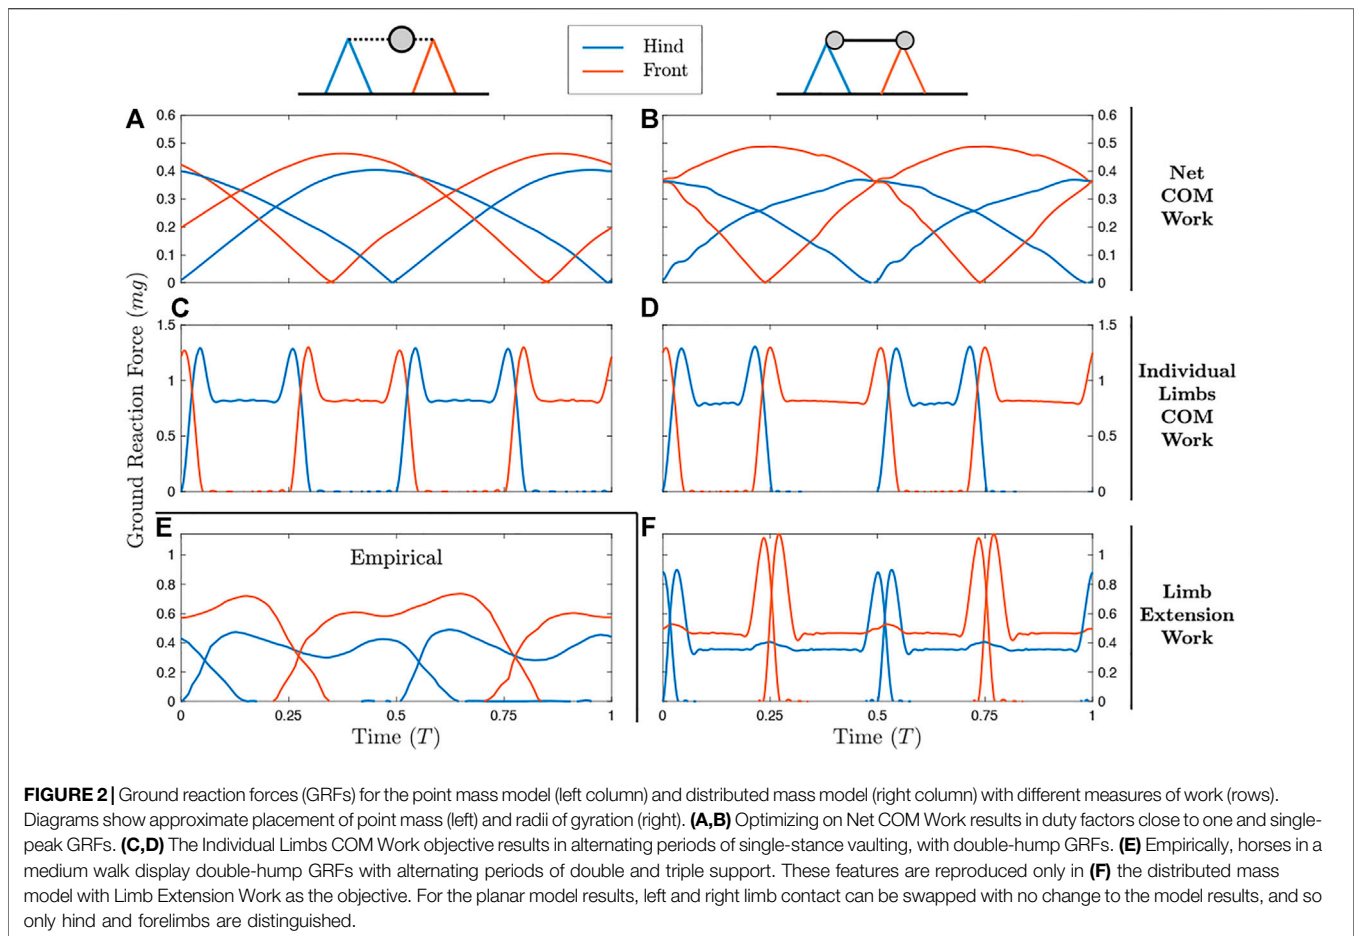 Hind
Front
A
0.6
0.5
0.4
0.3
0.2
0.1
0
B
0.6
0.5
0.4
0.3
0.2
0.1
0
Net
COM
Work
Ground Reaction Force (mg)
C
1.5
1
0.5
0
D
1.5
1
0.5
0
Individual
Limbs
COM
Work
E
Empirical
1
0.8
0.6
0.4
0.2
0
0
0.25
0.5
0.75
1
Time (T)
F
1
0.8
0.6
0.4
0.2
0
0
0.25
0.5
0.75
1
Time (T)
Limb
Extension
Work
FIGURE 2 | Ground reaction forces (GRFs) for the point mass model (left column) and distributed mass model (right column) with different measures of work (rows).
Diagrams show approximate placement of point mass (left) and radii of gyration (right). (A,B) Optimizing on Net COM Work results in duty factors close to one and single-
peak GRFs. (C,D) The Individual Limbs COM Work objective results in alternating periods of single-stance vaulting, with double-hump GRFs. (E) Empirically, horses in a
medium walk display double-hump GRFs with alternating periods of double and triple support. These features are reproduced only in (F) the distributed mass
model with Limb Extension Work as the objective. For the planar model results, left and right limb contact can be swapped with no change to the model results, and so
only hind and forelimbs are distinguished.